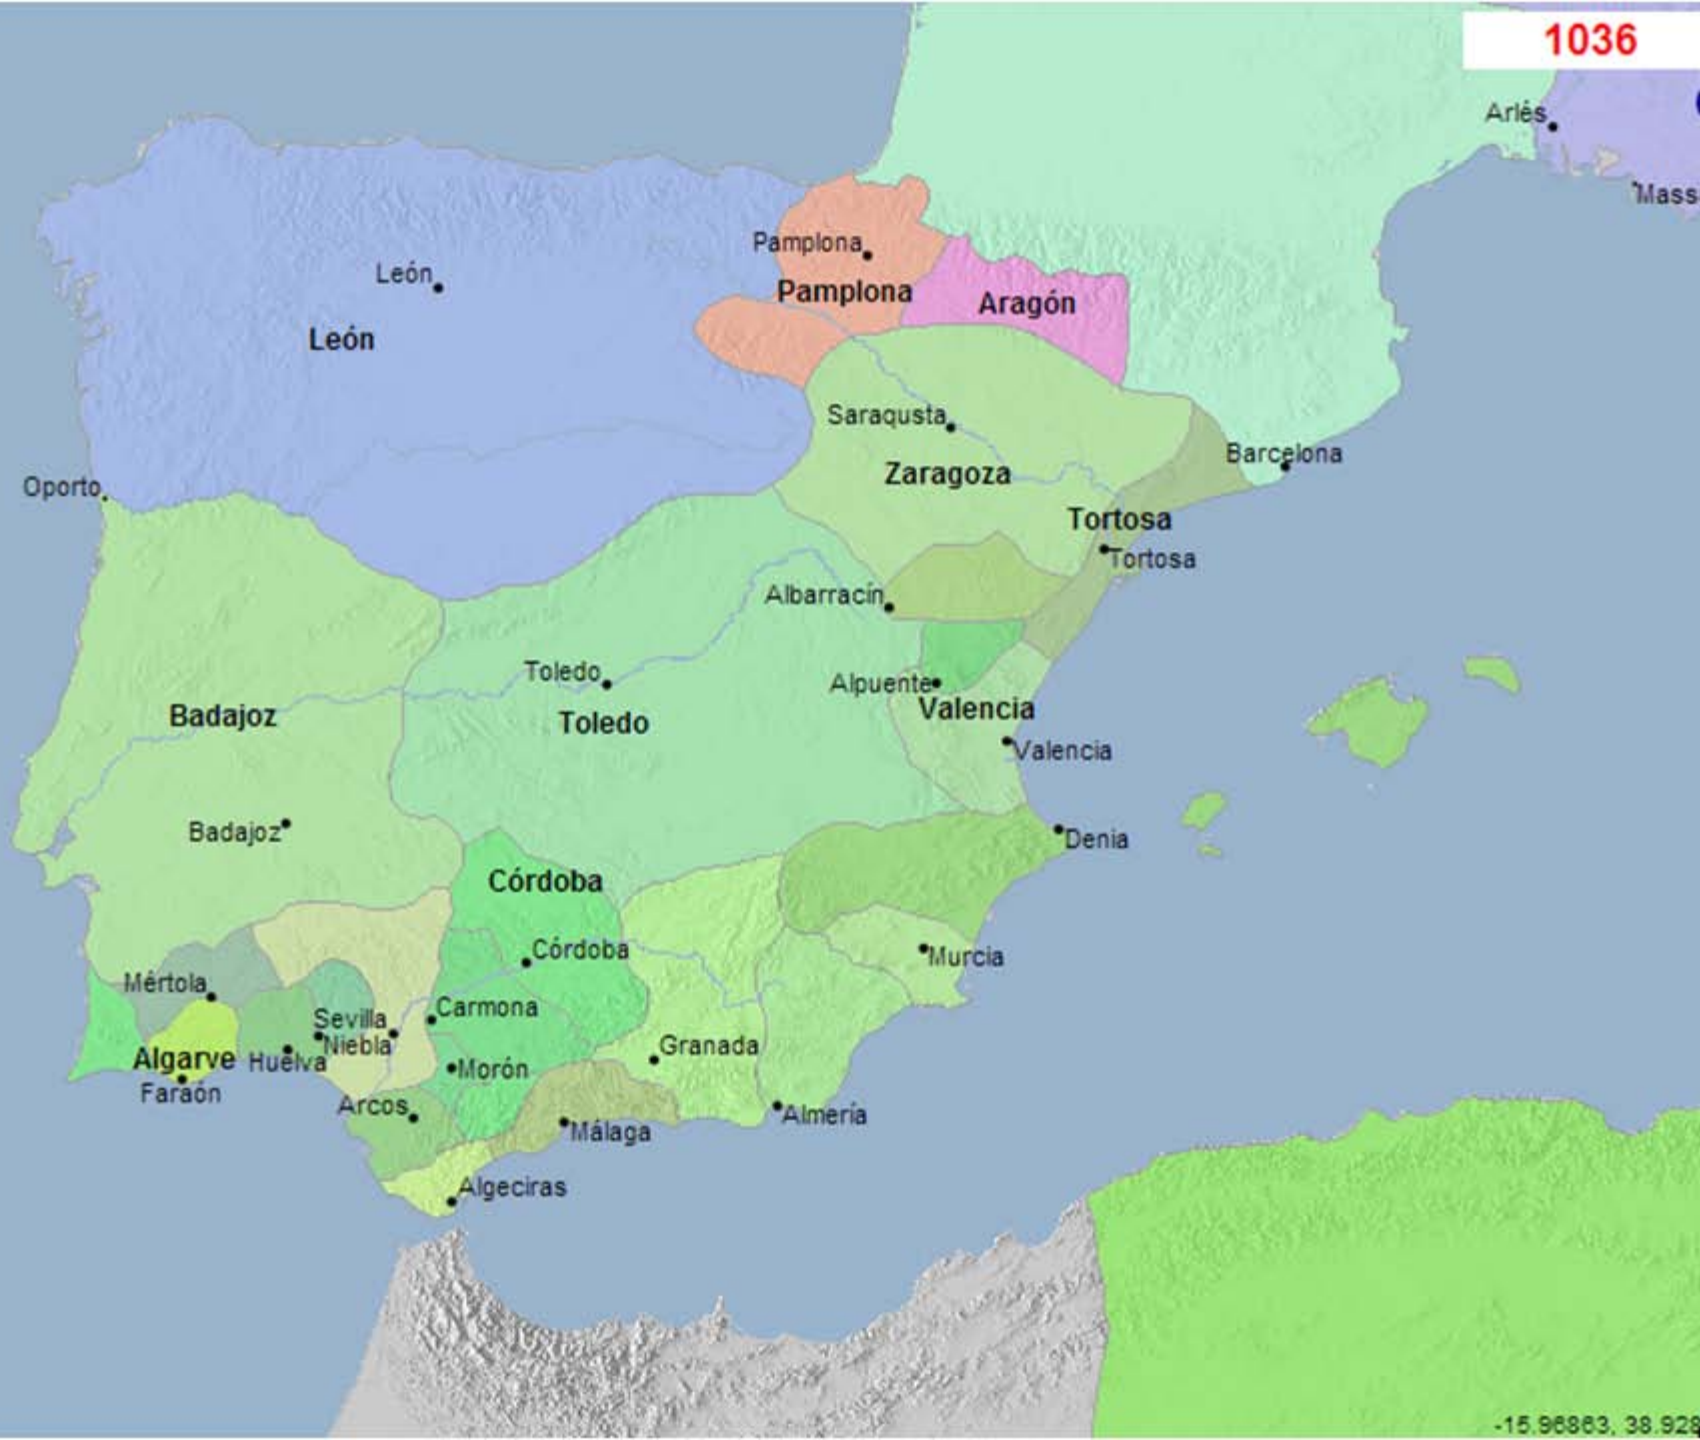 1036
Arlés
Mass
Pamplona
León
Pamplona
Aragón
León
Saraqusta
Barcelona
Zaragoza
Oporto
Tortosa
Tortosa
Albarracín
Toledo
Alpuente
Badajoz
Toledo
Valencia
Valencia
Badajoz
Denia
Córdoba
Córdoba
Murcia
Mértola
Carmona
Sevilla
Niebla
Granada
Algarve
Huelva
Morón
Faraón
Arcos
Almería
Málaga
Algeciras
-15.96863, 38.928